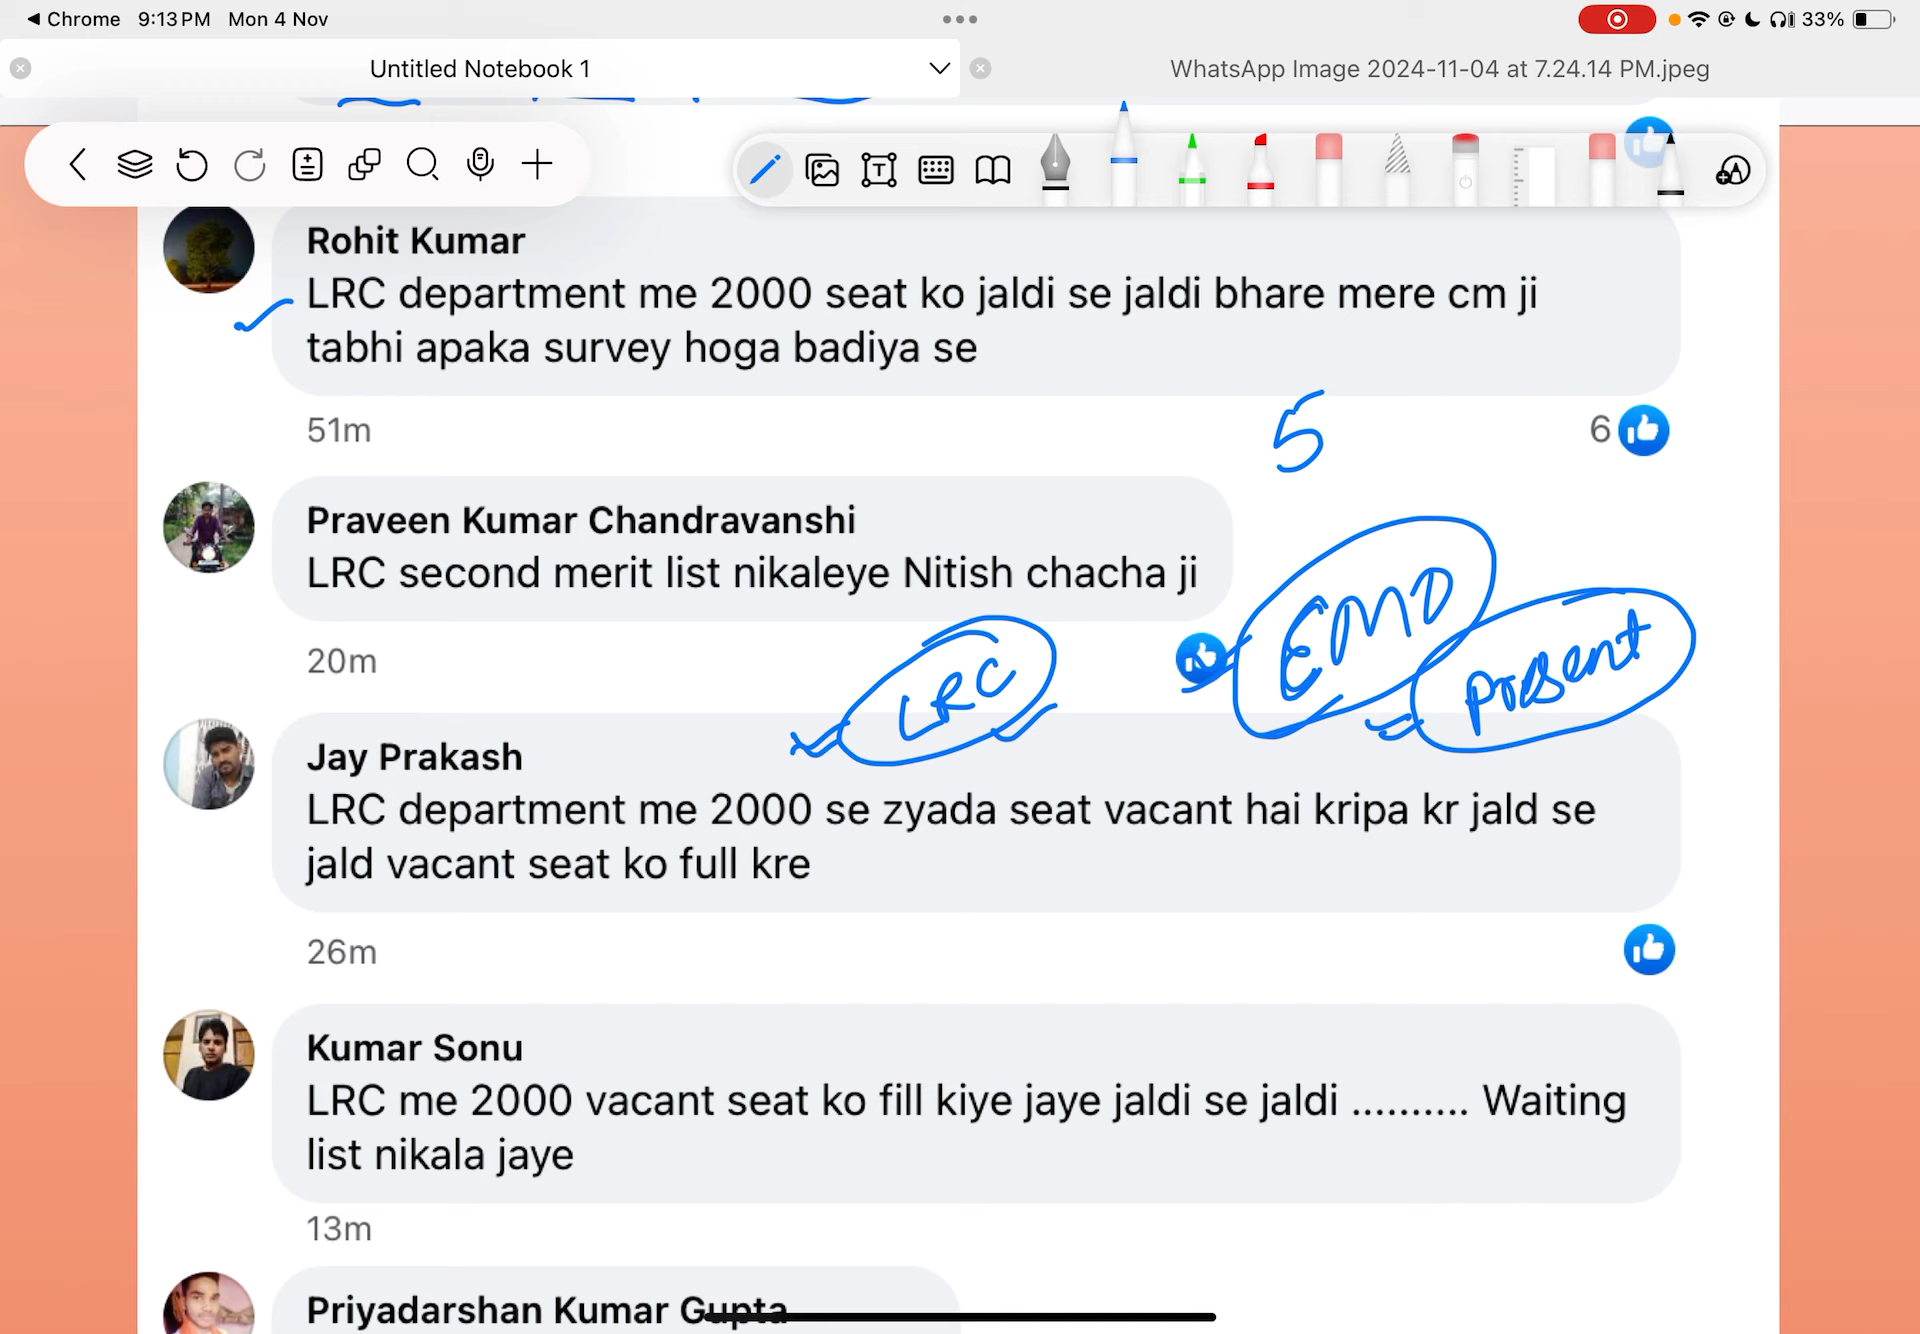 Chrome 9:13 PM Mon 4 Nov
33%
Untitled Notebook 1
WhatsApp Image 2024-11-04 at 7.24.14 PM.jpeg
Rohit Kumar
LRC department me 2000 seat ko jaldi se jaldi bhare mere cm ji
tabhi apaka survey hoga badiya se
51m
5
6
Praveen Kumar Chandravanshi
LRC second merit list nikaleye Nitish chacha ji
20m
LRC
Present
Jay Prakash
LRC department me 2000 se zyada seat vacant hai kripa kr jald se
jald vacant seat ko full kre
26m
Kumar Sonu
LRC me 2000 vacant seat ko fill kiye jaye jaldi se jaldi .......... Waiting
list nikala jaye
13m
Priyadarshan Kumar Gupta